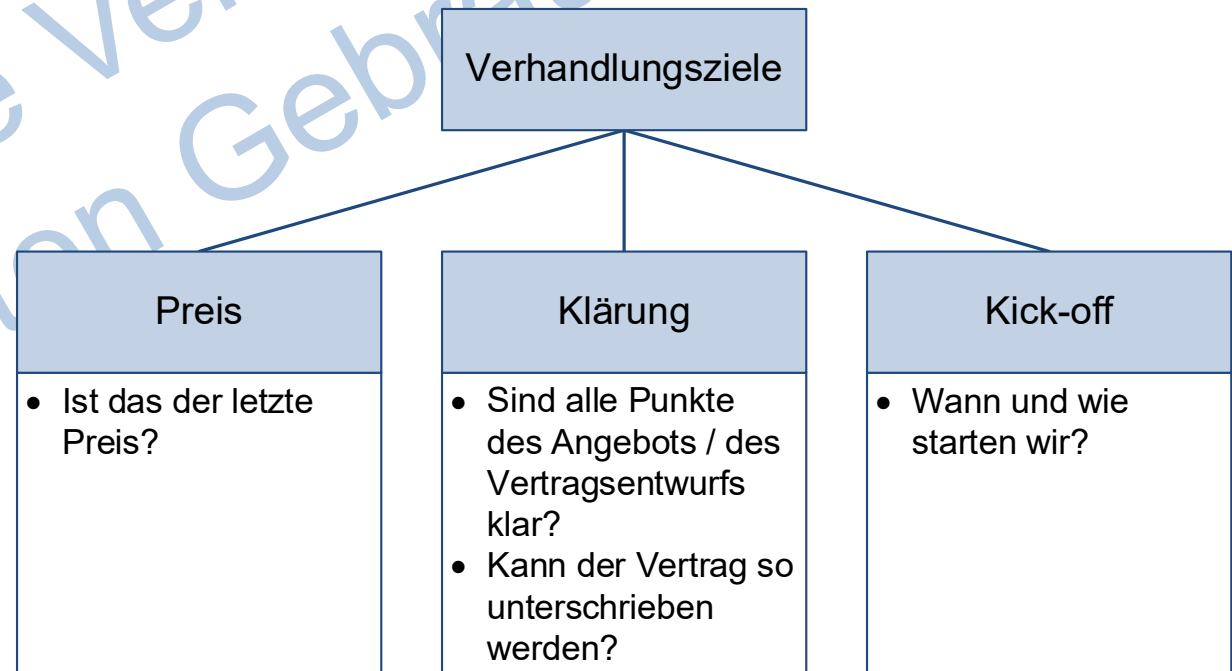 Verhandlungsziele
Preis
• Ist das der letzte
Preis?
Klärung
• Sind alle Punkte
des Angebots / des
Vertragsentwurfs
klar?
• Kann der Vertrag so
unterschrieben
werden?
Kick-off
• Wann und wie
starten wir?